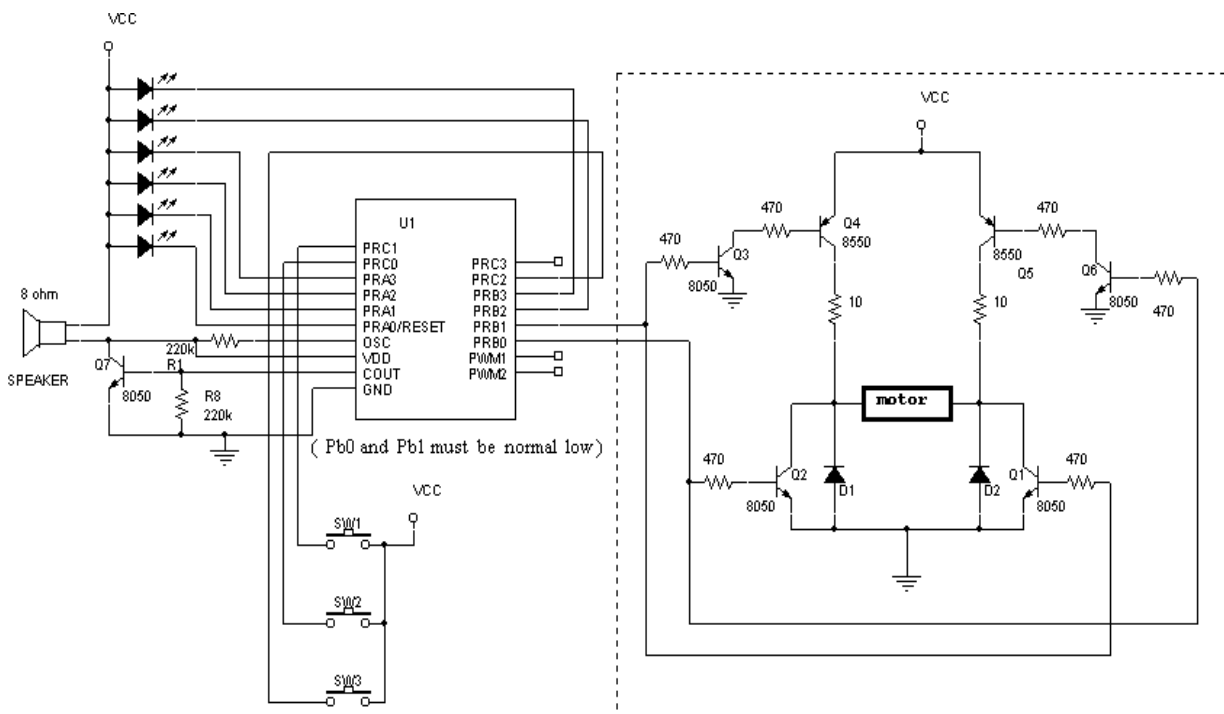 VCC
8 ohm
SPEAKER
Q7
8050
220k
R1
R8
220k
U1
PRC1
PRC0
PRA3
PRA2
PRA1
PRA0/RESET
OSC
VDD
COUT
GND
PRC3
PRC2
PRB3
PRB2
PRB1
PRB0
PWM1
PWM2
( Pb0 and Pb1 must be normal low)
VCC
SW1
SW2
SW3
VCC
470
Q3
8050
470
Q4
8550
10
8550
Q5
10
470
Q6
8050
470
motor
470
Q2
8050
D1
D2
Q1
8050
470